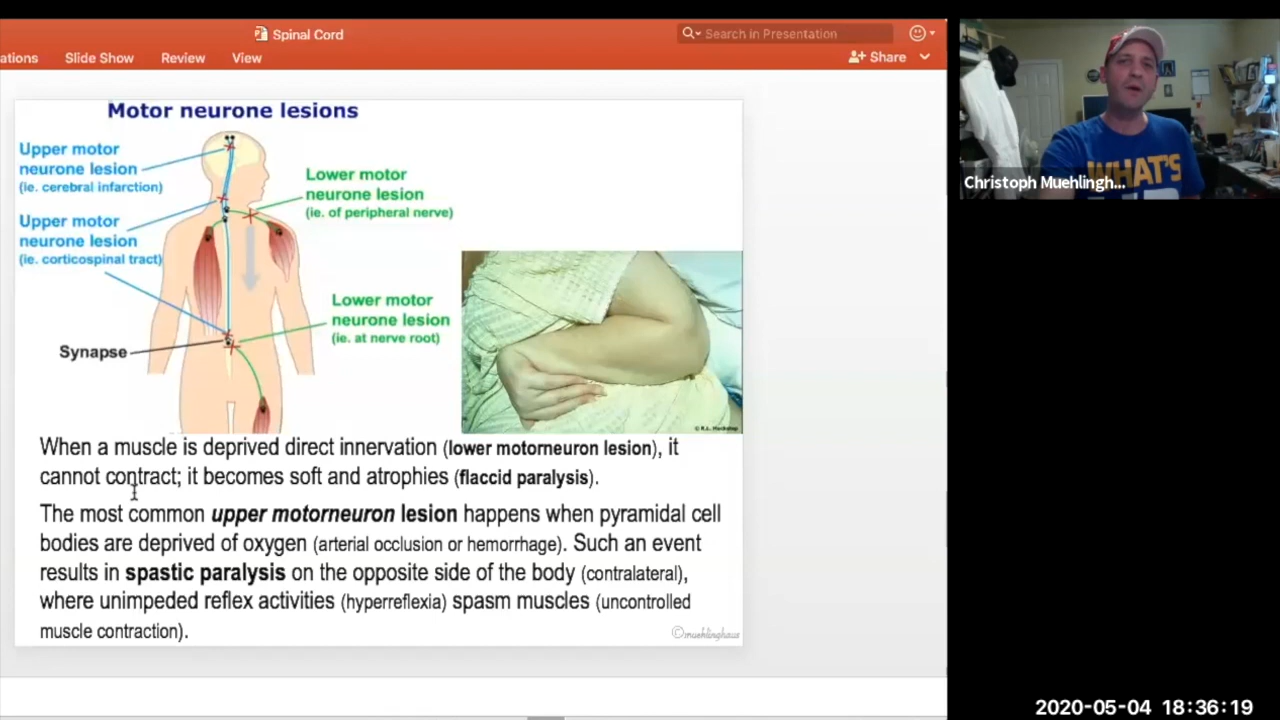 Spinal Cord
Search in Presentation
ations Slide Show Review View
Share
Motor neurone lesions
Upper motor
neurone lesion
(ie. cerebral infarction)
Upper motor
neurone lesion
(ie. corticospinal tract)
Synapse
Lower motor
neurone lesion
(ie. of peripheral nerve)
Lower motor
neurone lesion
(ie. at nerve root)
When a muscle is deprived direct innervation (lower motorneuron lesion), it
cannot contract; it becomes soft and atrophies (flaccid paralysis).
The most common upper motorneuron lesion happens when pyramidal cell
bodies are deprived of oxygen (arterial occlusion or hemorrhage). Such an event
results in spastic paralysis on the opposite side of the body (contralateral),
where unimpeded reflex activities (hyperreflexia) spasm muscles (uncontrolled
muscle contraction).
©muehlinghaus
WHAT'S
Christoph Muehlingh...
2020-05-04 18:36:19